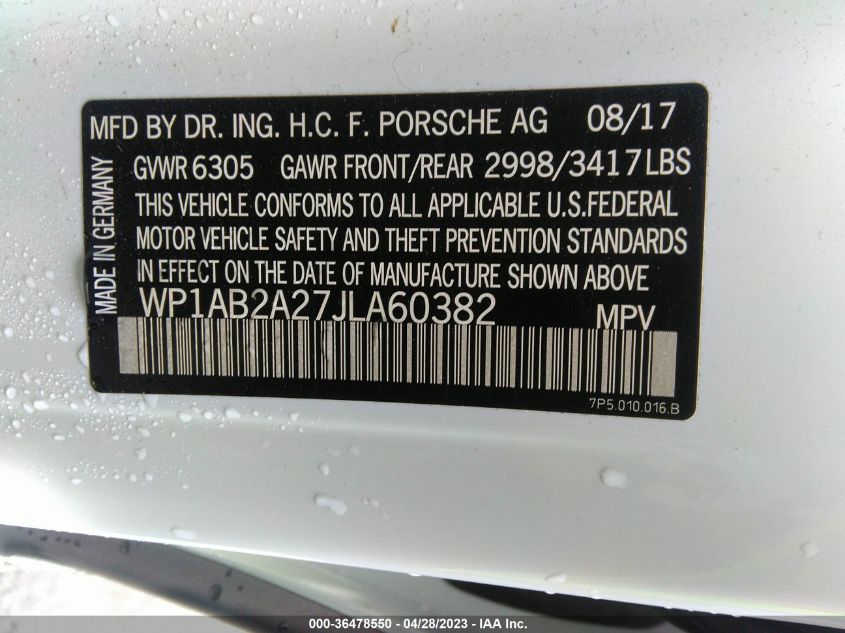 MFD BY DR. ING. H.C. F. PORSCHE AG 08/17
GVWR 6305 GAWR FRONT/REAR 2998/3417LBS
THIS VEHICLE CONFORMS TO ALL APPLICABLE U.S.FEDERAL
MOTOR VEHICLE SAFETY AND THEFT PREVENTION STANDARDS
IN EFFECT ON THE DATE OF MANUFACTURE SHOWN ABOVE
MADE IN GERMANY
WP1AB2A27JLA60382 MPV
7P5.010.016.B
000-36478550 - 04/28/2023 - IAA Inc.